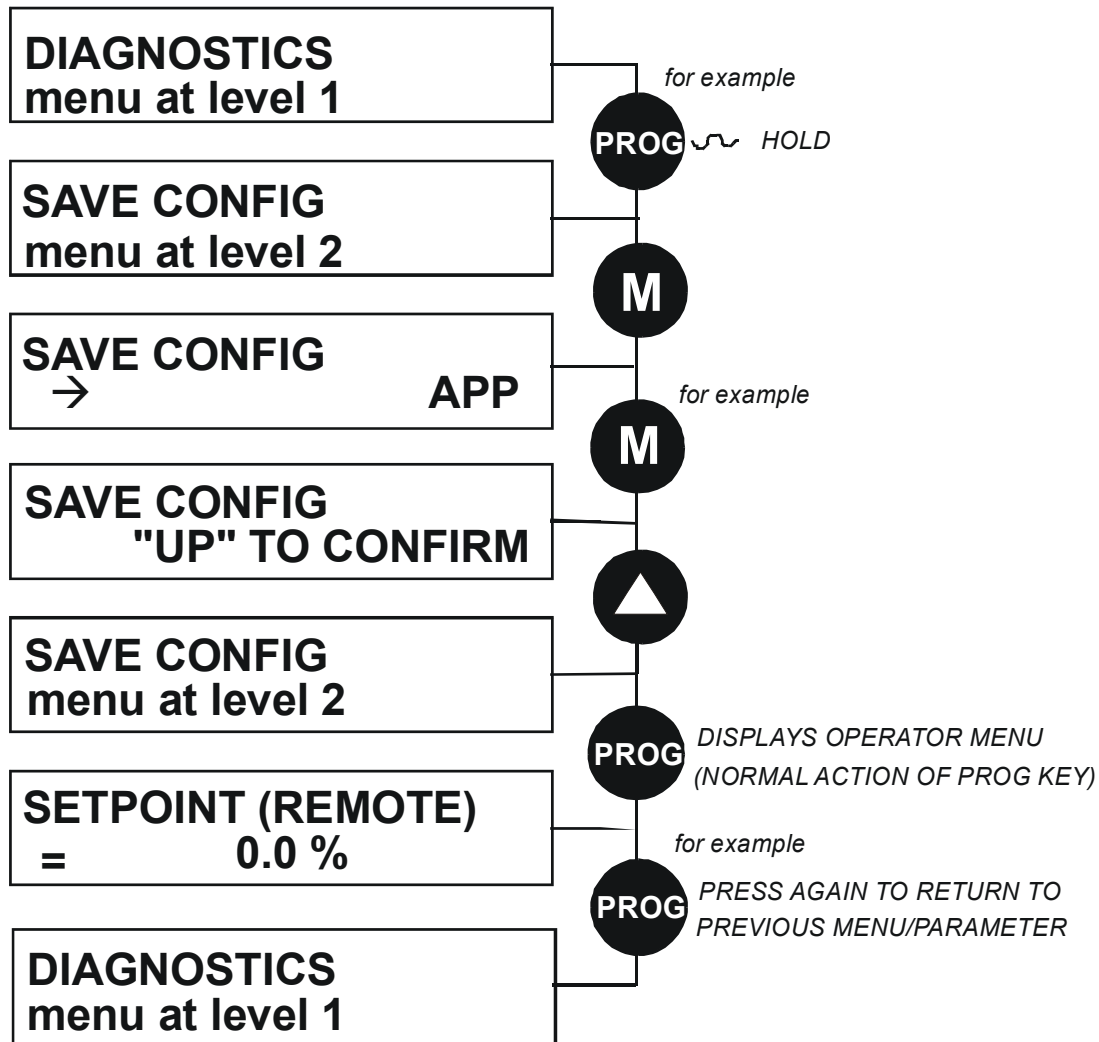 DIAGNOSTICS
menu at level 1
for example
PROG HOLD
SAVE CONFIG
menu at level 2
M
SAVE CONFIG
→ APP
for example
M
SAVE CONFIG
"UP" TO CONFIRM
SAVE CONFIG
menu at level 2
PROG
DISPLAYS OPERATOR MENU
(NORMAL ACTION OF PROG KEY)
SETPOINT (REMOTE)
= 0.0 %
for example
PROG
PRESS AGAIN TO RETURN TO
PREVIOUS MENU/PARAMETER
DIAGNOSTICS
menu at level 1